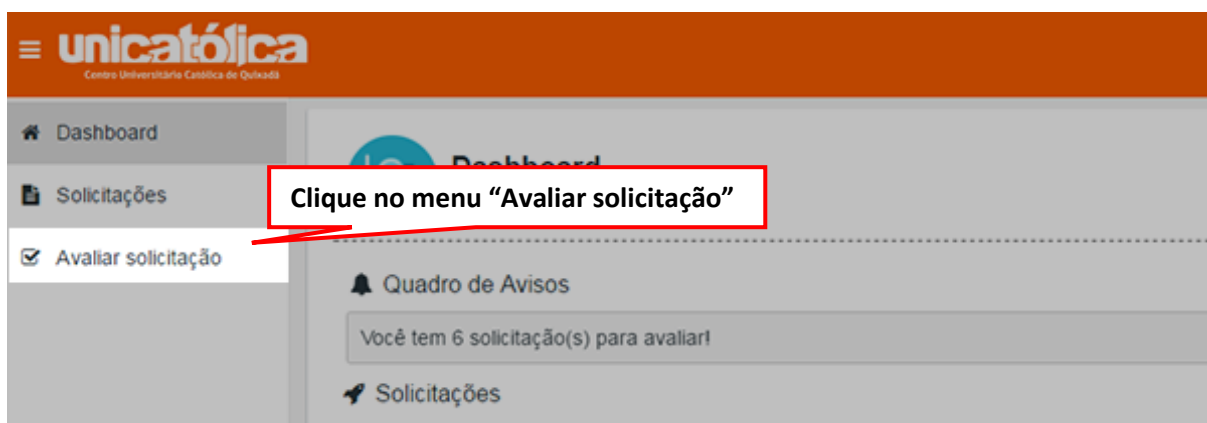 unicatólica
Centro Universitário Católica de Quixadá
Dashboard
Solicitações
Avaliar solicitação
Dashboard
Clique no menu “Avaliar solicitação”
Quadro de Avisos
Você tem 6 solicitação(s) para avaliar!
Solicitações